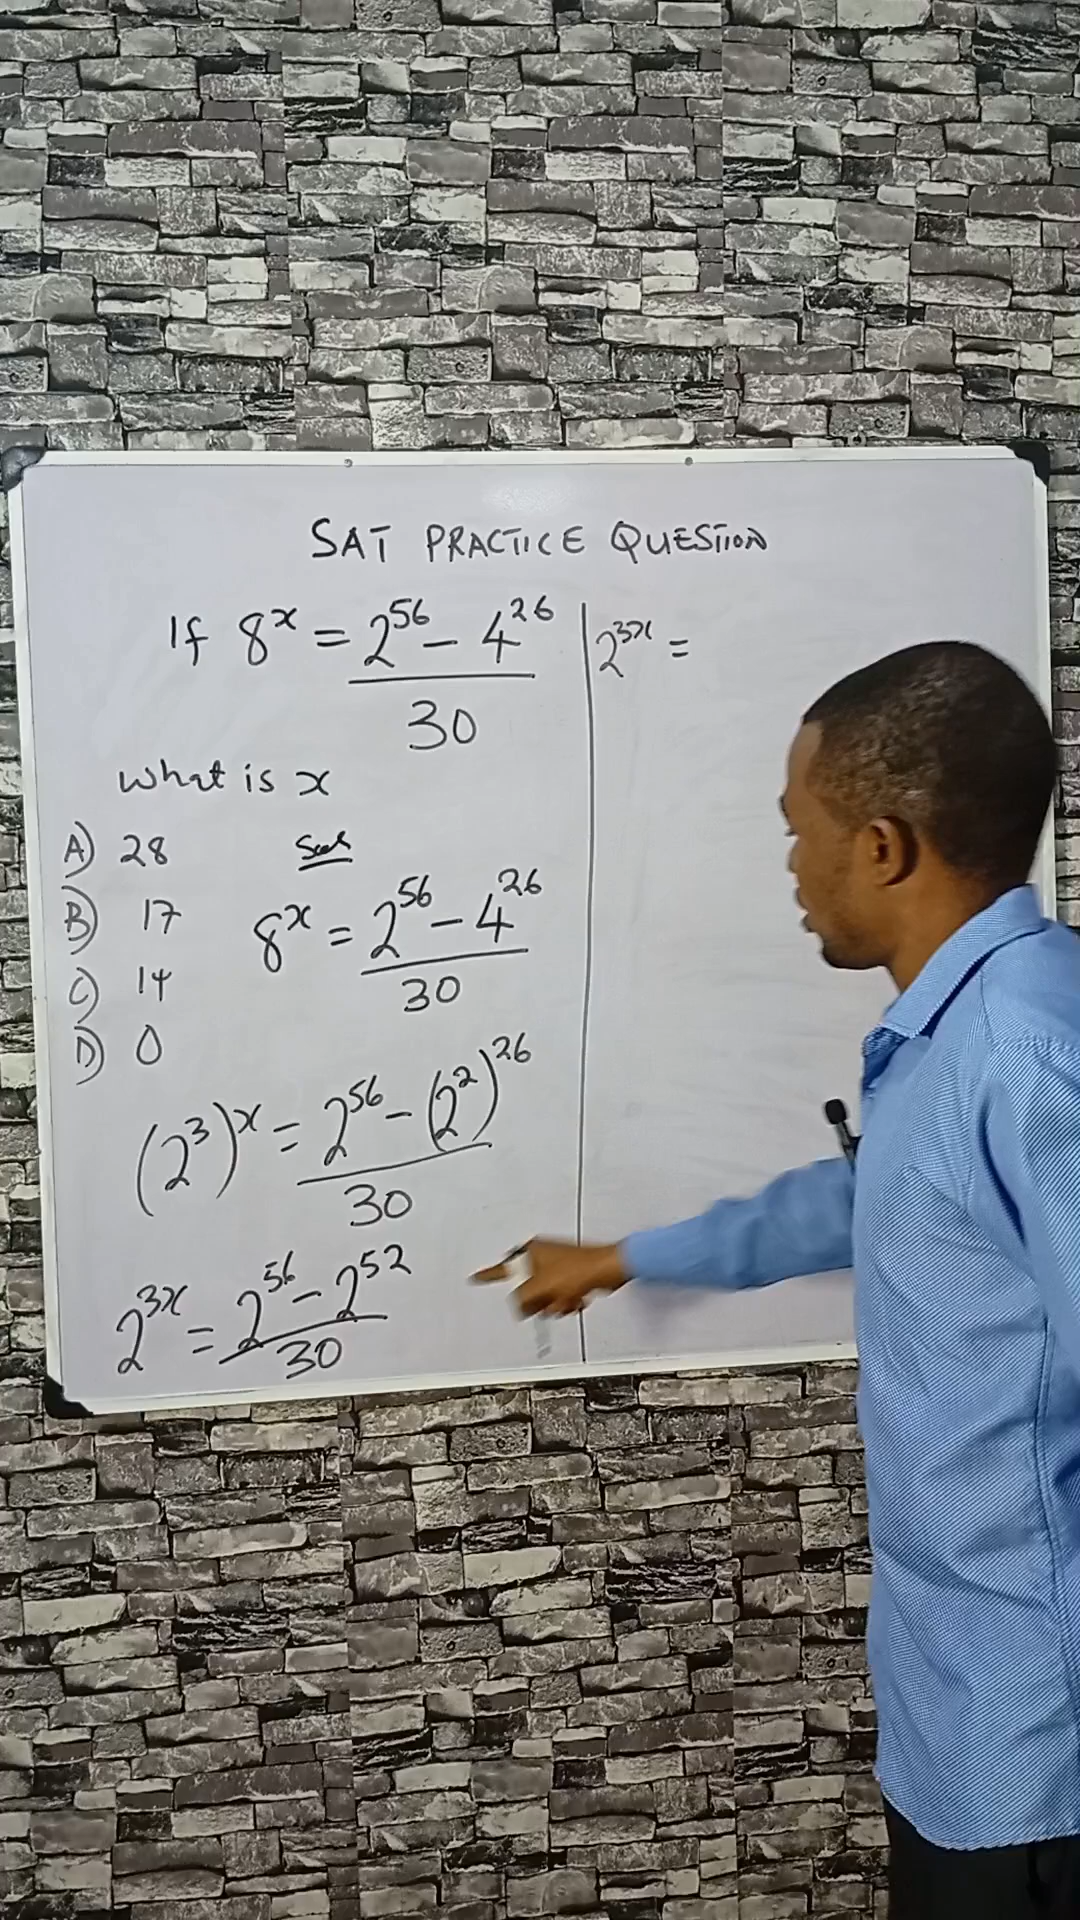 SAT PRACTICE QUESTION
If 8^x = (2^56 - 4^26)/30
What is x
A) 28
B) 17
C) 14
D) 0
8^x = (2^56 - 4^26)/30
(2^3)^x = (2^56 - (2^2)^26)/30
2^3x = (2^56 - 2^52)/30
2^3x =